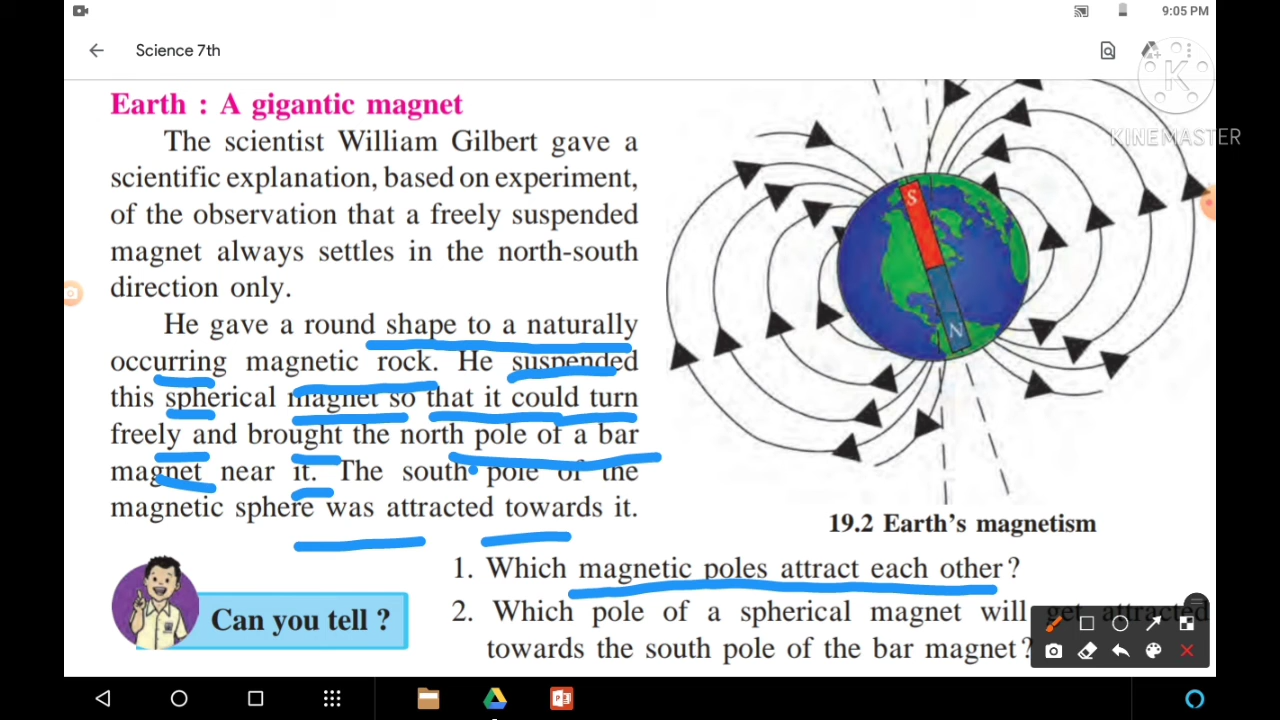 9:05 PM
Science 7th
K
KINEMASTER
Earth : A gigantic magnet
The scientist William Gilbert gave a
scientific explanation, based on experiment,
of the observation that a freely suspended
magnet always settles in the north-south
direction only.
He gave a round shape to a naturally
occurring magnetic rock. He suspended
this spherical magnet so that it could turn
freely and brought the north pole of a bar
magnet near it. The south pole of the
magnetic sphere was attracted towards it.
S
N
19.2 Earth's magnetism
Can you tell ?
1. Which magnetic poles attract each other?
2. Which pole of a spherical magnet will get attracted
towards the south pole of the bar magnet?